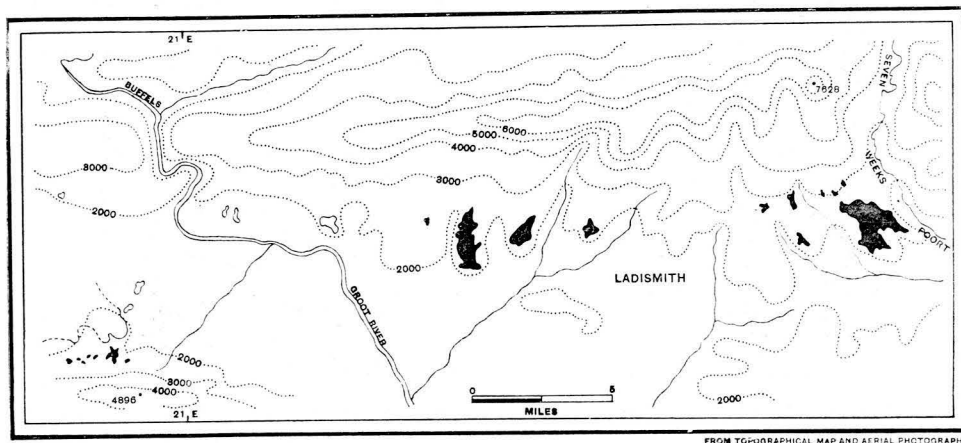 21 E
BUFFELS
SEVEN
7628
6000
5000
4000
WEEKS
3000
3000
2000
POORT
2000
LADISMITH
GROOT RIVER
2000
3000
4000
4896
0 5
MILES
2000
21 E
FROM TOPOGRAPHICAL MAP AND AERIAL PHOTOGRAPH